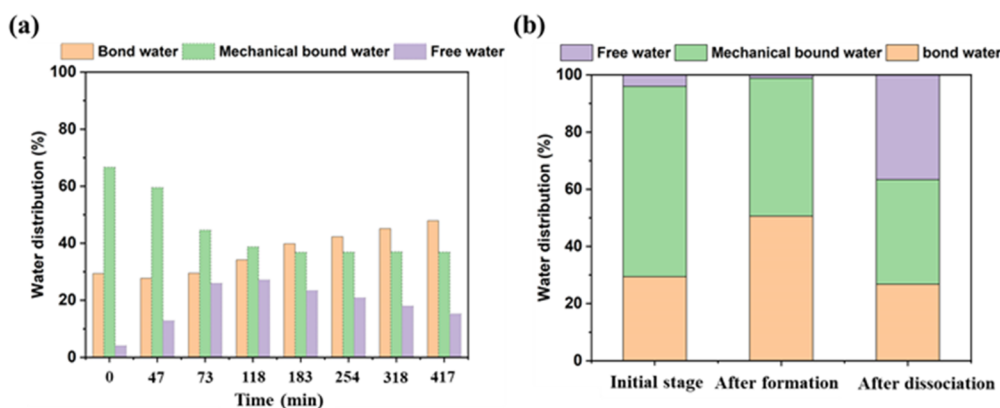 (a)
Bond water Mechanical bound water Free water
Water distribution (%)
100
80
60
40
20
0
0 47 73 118 183 254 318 417
Time (min)
(b)
Free water Mechanical bound water bond water
Water distribution (%)
100
80
60
40
20
0
Initial stage After formation After dissociation